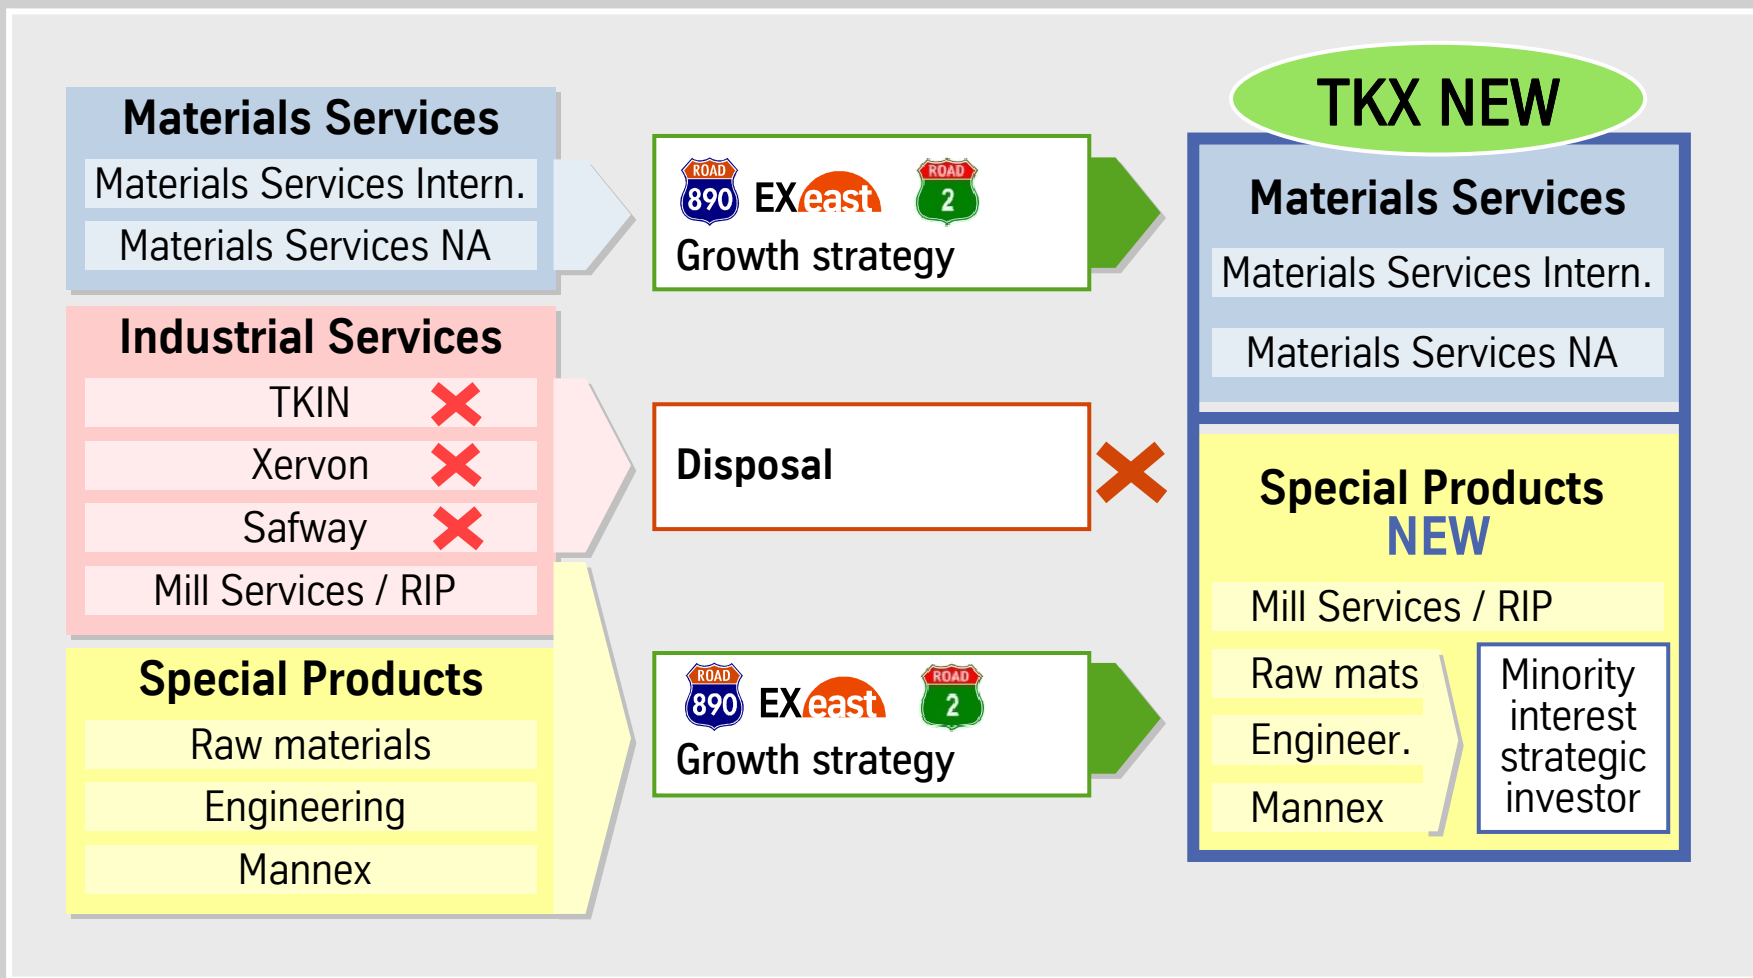 Materials Services
Materials Services Intern.
Materials Services NA
Industrial Services
TKIN
Xervon
Safway
Mill Services / RIP
Special Products
Raw materials
Engineering
Mannex
ROAD
890
EXeast
ROAD
2
Growth strategy
Disposal
ROAD
890
EXeast
ROAD
2
Growth strategy
TKX NEW
Materials Services
Materials Services Intern.
Materials Services NA
Special Products
NEW
Mill Services / RIP
Raw mats
Engineer.
Mannex
Minority
interest
strategic
investor